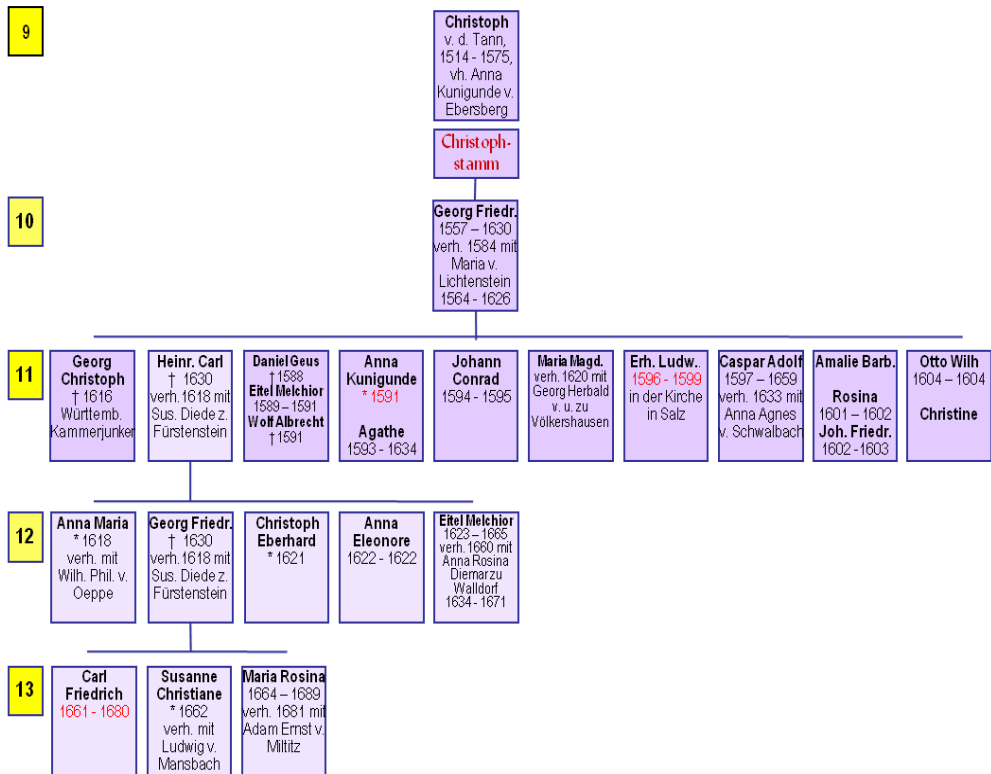 9
Christoph
v. d. Tann,
1514 - 1575,
vh. Anna
Kunigunde v.
Ebersberg
Christoph-
stamm
10
Georg Friedr.
1557 – 1630
verh. 1584 mit
Maria v.
Lichtenstein
1564 - 1626
11
Georg
Christoph
† 1616
Württemb.
Kammerjunker
Heinr. Carl
† 1630
verh.1618 mit
Sus. Diede z.
Fürstenstein
Daniel Geus
† 1588
Eitel Melchior
1589 – 1591
Wolf Albrecht
† 1591
Anna
Kunigunde
* 1591
Agathe
1593 - 1634
Johann
Conrad
1594 - 1595
Maria Magd.
verh. 1620 mit
Georg Herbald
v. u. zu
Völkershausen
Erh. Ludw..
1596 - 1599
in der Kirche
in Salz
Caspar Adolf
1597 – 1659
verh. 1633 mit
Anna Agnes
v. Schwalbach
Amalie Barb.
Rosina
1601 – 1602
Joh. Friedr.
1602 -1603
Otto Wilh
1604 – 1604
Christine
12
Anna Maria
* 1618
verh. mit
Wilh. Phil. v.
Oeppe
Georg Friedr.
† 1630
verh.1618 mit
Sus. Diede z.
Fürstenstein
Christoph
Eberhard
* 1621
Anna
Eleonore
1622 - 1622
Eitel Melchior
1623 – 1665
verh. 1660 mit
Anna Rosina
Diemar zu
Walldorf
1634 - 1671
13
Carl
Friedrich
1661 - 1680
Susanne
Christiane
* 1662
verh. mit
Ludwig v.
Mansbach
Maria Rosina
1664 – 1689
verh. 1681 mit
Adam Ernst v.
Miltitz